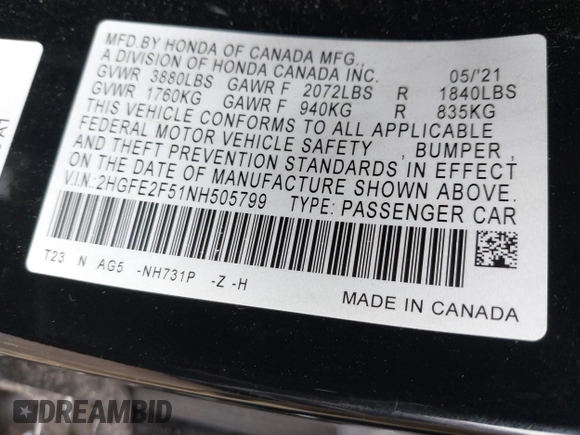 MFD.BY HONDA OF CANADA MFG.,
A DIVISION OF HONDA CANADA INC. 05/'21
GVWR 3880LBS GAWR F 2072LBS R 1840LBS
GVWR 1760KG GAWR F 940KG R 835KG
THIS VEHICLE CONFORMS TO ALL APPLICABLE
FEDERAL MOTOR VEHICLE SAFETY , BUMPER ,
AND THEFT PREVENTION STANDARDS IN EFFECT
ON THE DATE OF MANUFACTURE SHOWN ABOVE.
V.I.N:2HGFE2F51NH505799 TYPE: PASSENGER CAR
T23 N AG5 -NH731P -Z -H
MADE IN CANADA
DREAMBID